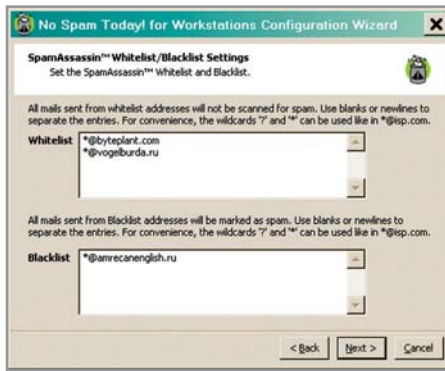 No Spam Today! for Workstations Configuration Wizard
SpamAssassin™ Whitelist/Blacklist Settings
Set the SpamAssassin™ Whitelist and Blacklist.
All mails sent from whitelist addresses will not be scanned for spam. Use blanks or newlines to
separate the entries. For convenience, the wildcards '?' and '*' can be used like in *@isp.com.
Whitelist
*@byteplant.com
*@vogelburda.ru
All mails sent from Blacklist addresses will be marked as spam. Use blanks or newlines to
separate the entries. For convenience, the wildcards '?' and '*' can be used like in *@isp.com.
Blacklist
*@amrecanenglish.ru
< Back
Next >
Cancel